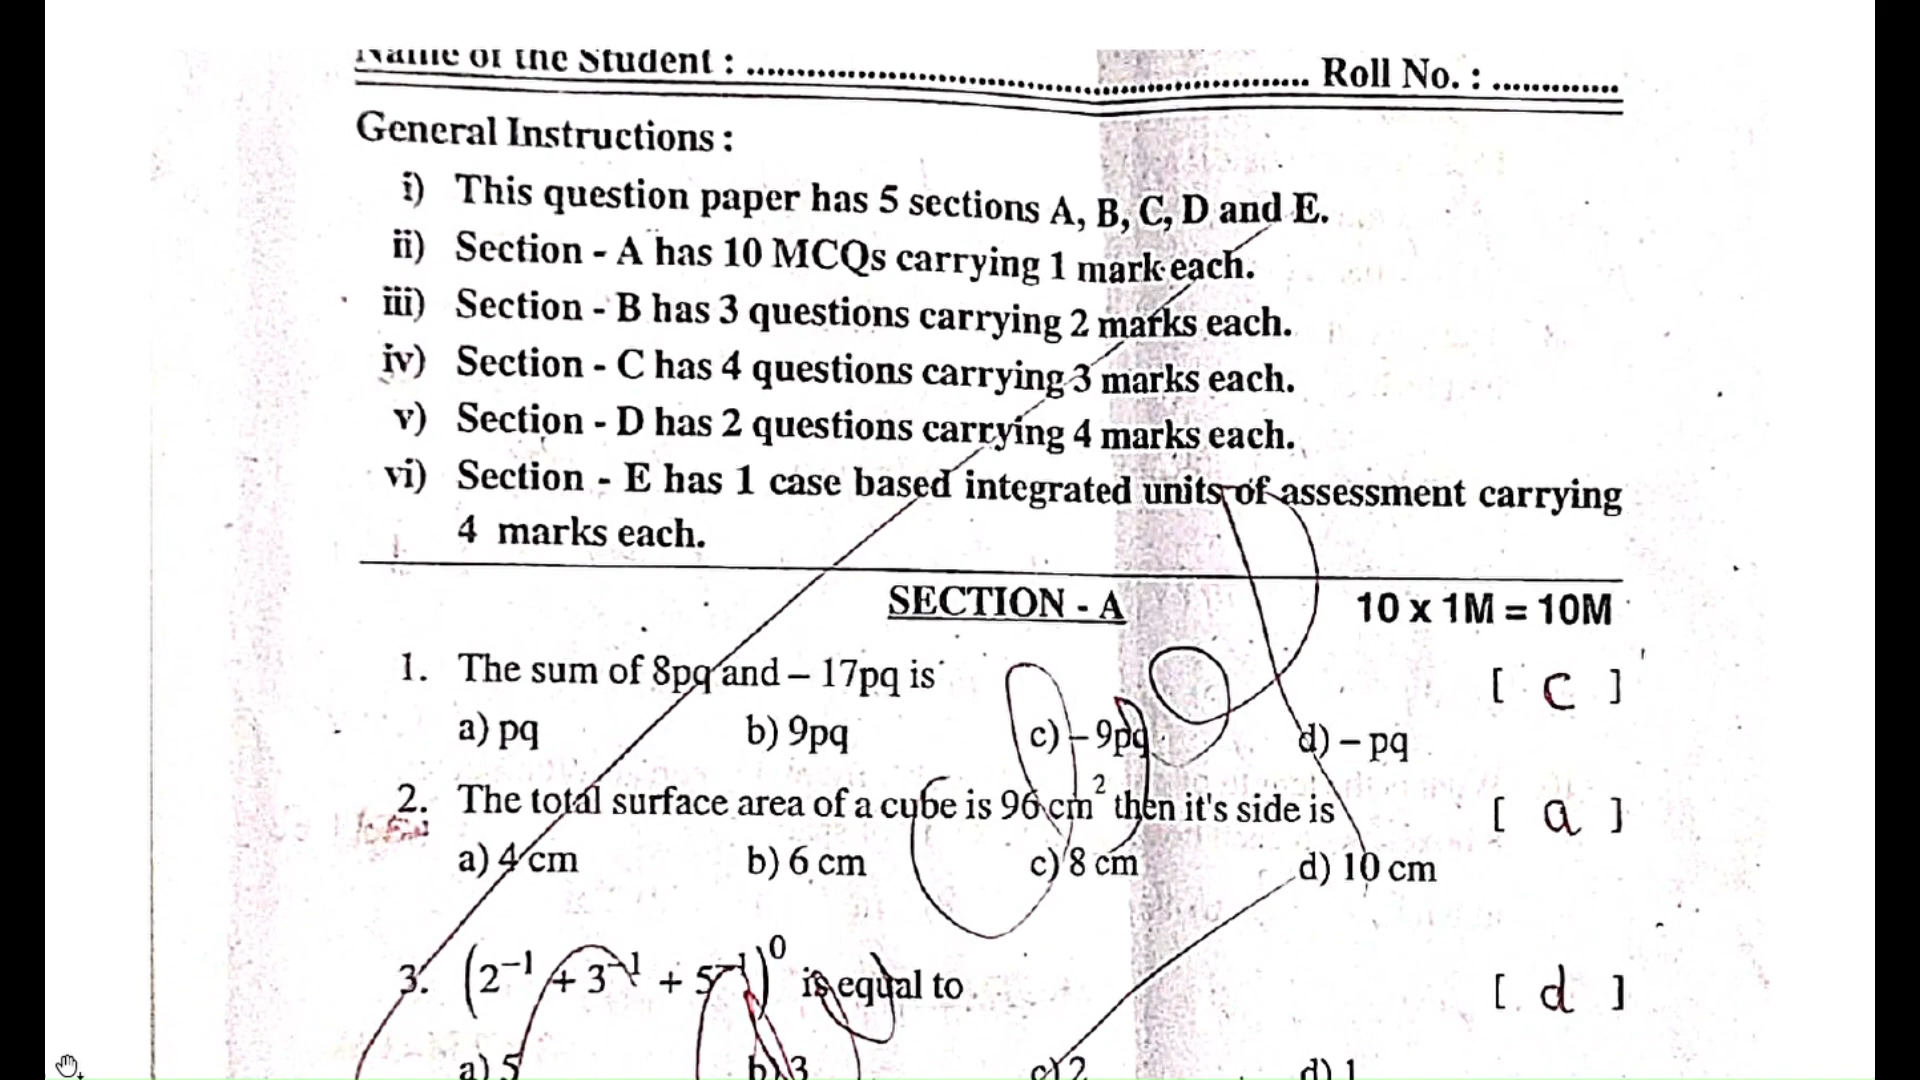 Name of the Student : ............................................................ Roll No. : .............
General Instructions :
i) This question paper has 5 sections A, B, C, D and E.
ii) Section - A has 10 MCQs carrying 1 mark each.
iii) Section - B has 3 questions carrying 2 marks each.
iv) Section - C has 4 questions carrying 3 marks each.
v) Section - D has 2 questions carrying 4 marks each.
vi) Section - E has 1 case based integrated units of assessment carrying
4 marks each.
SECTION - A 10 x 1M = 10M
1. The sum of 8pq and – 17pq is [ c ]
a) pq b) 9pq c) – 9pq d) – pq
2. The total surface area of a cube is 96 cm² then it's side is [ a ]
a) 4 cm b) 6 cm c) 8 cm d) 10 cm
3. (2⁻¹ + 3⁻¹ + 5⁻¹)⁰ is equal to [ d ]
a) 5 b) 3 c) 2 d) 1